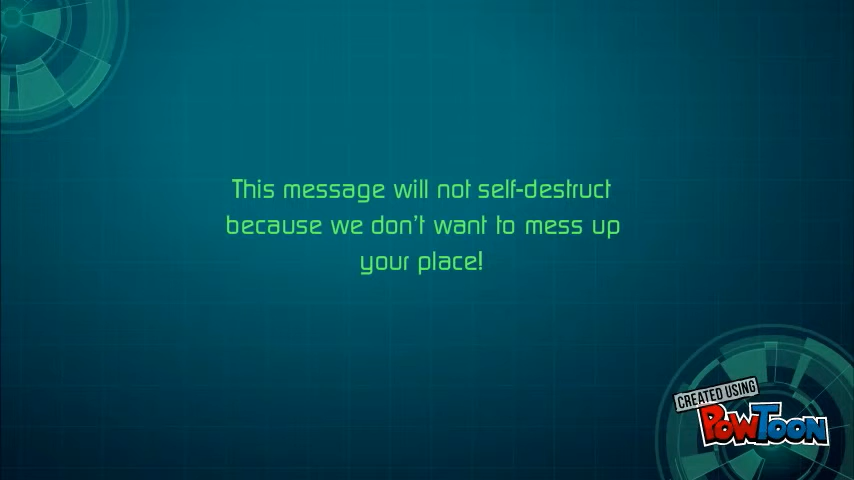 This message will not self-destruct
because we don't want to mess up
your place!
CREATED USING
POWTOON